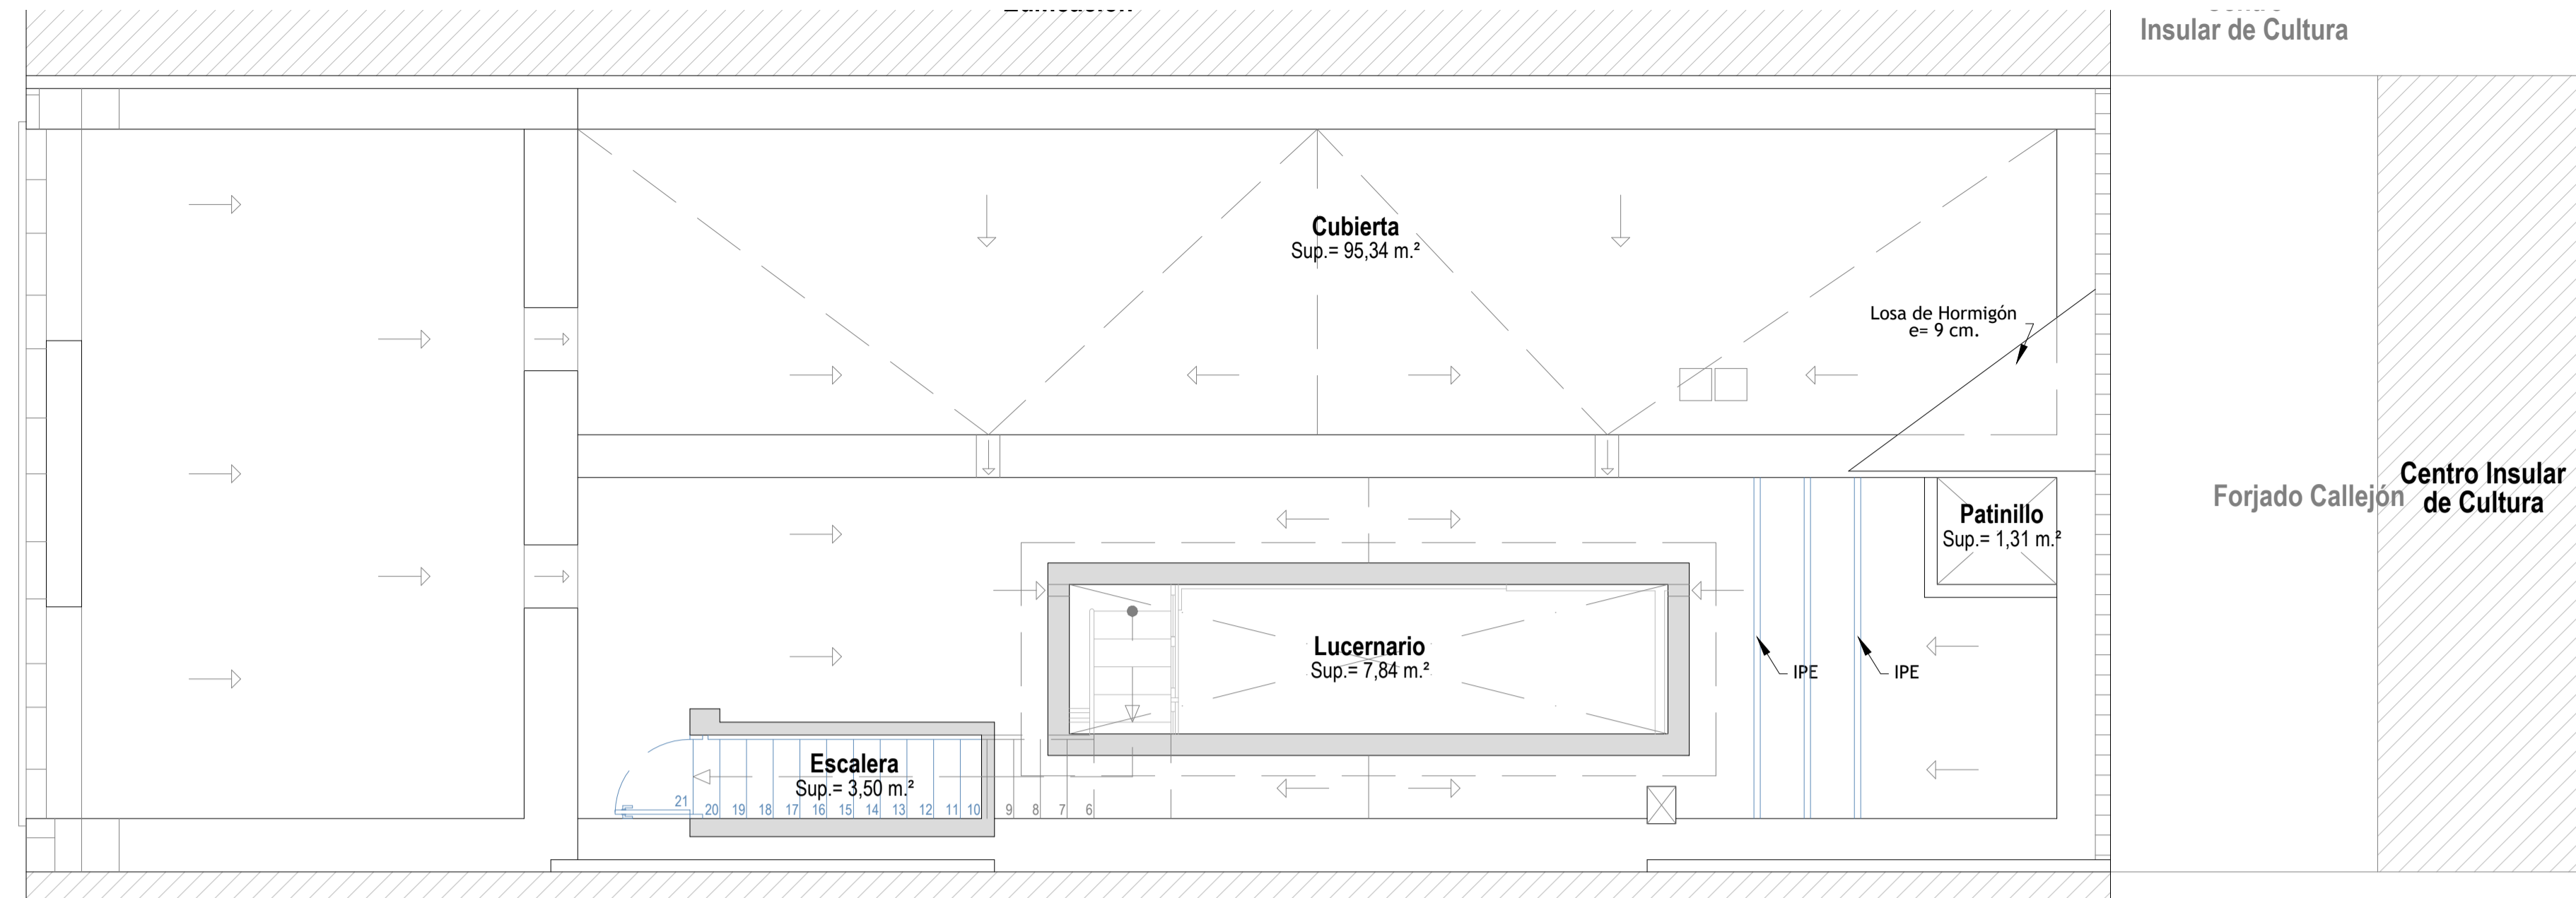 Insular de Cultura
Cubierta
Sup.= 95,34 m.²
Losa de Hormigón
e= 9 cm.
Centro Insular
de Cultura
Forjado Callejón
Patinillo
Sup.= 1,31 m.²
Lucernario
Sup.= 7,84 m.²
IPE
IPE
Escalera
Sup.= 3,50 m.²
21 20 19 18 17 16 15 14 13 12 11 10 9 8 7 6